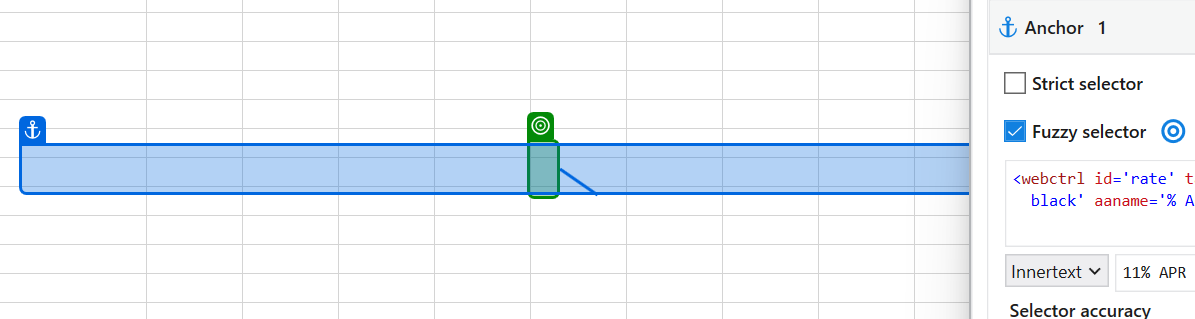 Anchor 1
Strict selector
Fuzzy selector
<webctrl id='rate' t
black' aaname='% A
Innertext 11% APR
Selector accuracy